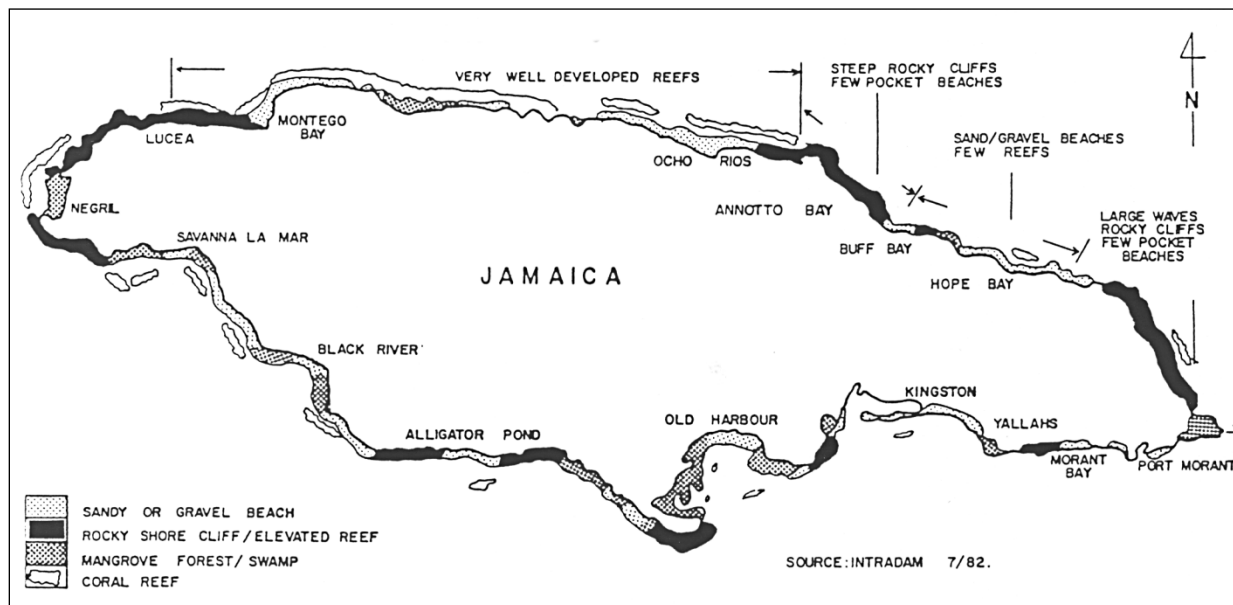 VERY WELL DEVELOPED REEFS
STEEP ROCKY CLIFFS
FEW POCKET BEACHES
N
SAND/GRAVEL BEACHES
FEW REEFS
LUCEA
MONTEGO
BAY
OCHO RIOS
ANNOTTO BAY
LARGE WAVES
ROCKY CLIFFS
FEW POCKET
BEACHES
NEGRIL
SAVANNA LA MAR
BUFF BAY
HOPE BAY
JAMAICA
BLACK RIVER
KINGSTON
OLD HARBOUR
YALLAHS
ALLIGATOR POND
MORANT
BAY
PORT MORANT
SANDY OR GRAVEL BEACH
ROCKY SHORE CLIFF/ELEVATED REEF
MANGROVE FOREST/SWAMP
CORAL REEF
SOURCE:INTRADAM 7/82.